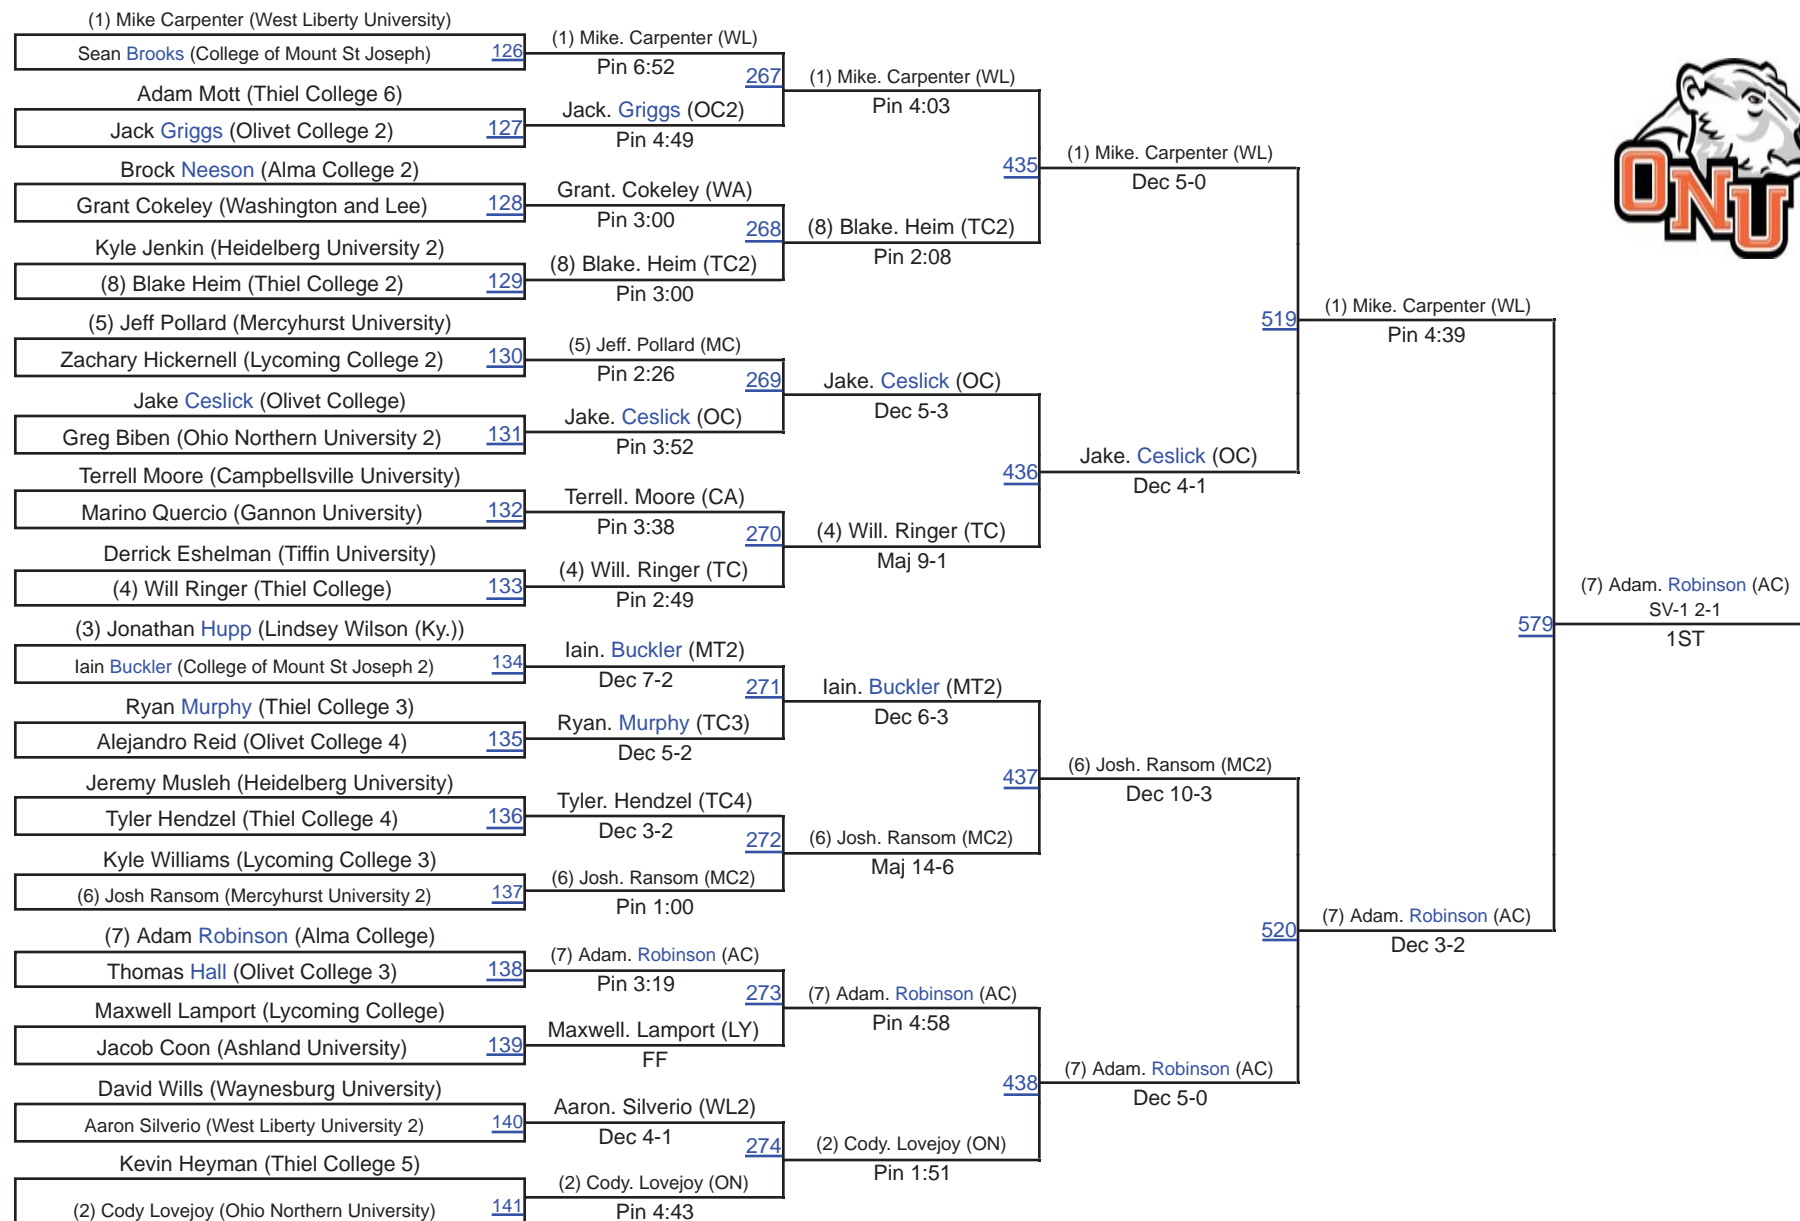 (1) Mike Carpenter (West Liberty University)
Sean Brooks (College of Mount St Joseph) 126
Adam Mott (Thiel College 6)
Jack Griggs (Olivet College 2) 127
Brock Neeson (Alma College 2)
Grant Cokeley (Washington and Lee) 128
Kyle Jenkin (Heidelberg University 2)
(8) Blake Heim (Thiel College 2) 129
(5) Jeff Pollard (Mercyhurst University)
Zachary Hickernell (Lycoming College 2) 130
Jake Ceslick (Olivet College)
Greg Biben (Ohio Northern University 2) 131
Terrell Moore (Campbellsville University)
Marino Quercio (Gannon University) 132
Derrick Eshelman (Tiffin University)
(4) Will Ringer (Thiel College) 133
(3) Jonathan Hupp (Lindsey Wilson (Ky.))
Iain Buckler (College of Mount St Joseph 2) 134
Ryan Murphy (Thiel College 3)
Alejandro Reid (Olivet College 4) 135
Jeremy Musleh (Heidelberg University)
Tyler Hendzel (Thiel College 4) 136
Kyle Williams (Lycoming College 3)
(6) Josh Ransom (Mercyhurst University 2) 137
(7) Adam Robinson (Alma College)
Thomas Hall (Olivet College 3) 138
Maxwell Lamport (Lycoming College)
Jacob Coon (Ashland University) 139
David Wills (Waynesburg University)
Aaron Silverio (West Liberty University 2) 140
Kevin Heyman (Thiel College 5)
(2) Cody Lovejoy (Ohio Northern University) 141
(1) Mike. Carpenter (WL)
Pin 6:52
267
Jack. Griggs (OC2)
Pin 4:49
Grant. Cokeley (WA)
Pin 3:00
268
(8) Blake. Heim (TC2)
Pin 3:00
(5) Jeff. Pollard (MC)
Pin 2:26
269
Jake. Ceslick (OC)
Pin 3:52
Terrell. Moore (CA)
Pin 3:38
270
(4) Will. Ringer (TC)
Pin 2:49
Iain. Buckler (MT2)
Dec 7-2
271
Ryan. Murphy (TC3)
Dec 5-2
Tyler. Hendzel (TC4)
Dec 3-2
272
(6) Josh. Ransom (MC2)
Pin 1:00
(7) Adam. Robinson (AC)
Pin 3:19
273
Maxwell. Lamport (LY)
FF
Aaron. Silverio (WL2)
Dec 4-1
274
(2) Cody. Lovejoy (ON)
Pin 4:43
(1) Mike. Carpenter (WL)
Pin 4:03
435
(8) Blake. Heim (TC2)
Pin 2:08
Jake. Ceslick (OC)
Dec 5-3
436
(4) Will. Ringer (TC)
Maj 9-1
Iain. Buckler (MT2)
Dec 6-3
437
(6) Josh. Ransom (MC2)
Maj 14-6
(7) Adam. Robinson (AC)
Pin 4:58
438
(2) Cody. Lovejoy (ON)
Pin 1:51
(1) Mike. Carpenter (WL)
Dec 5-0
519
Jake. Ceslick (OC)
Dec 4-1
(6) Josh. Ransom (MC2)
Dec 10-3
520
(7) Adam. Robinson (AC)
Dec 5-0
(1) Mike. Carpenter (WL)
Pin 4:39
579
(7) Adam. Robinson (AC)
Dec 3-2
(7) Adam. Robinson (AC)
SV-1 2-1
1ST
ONU